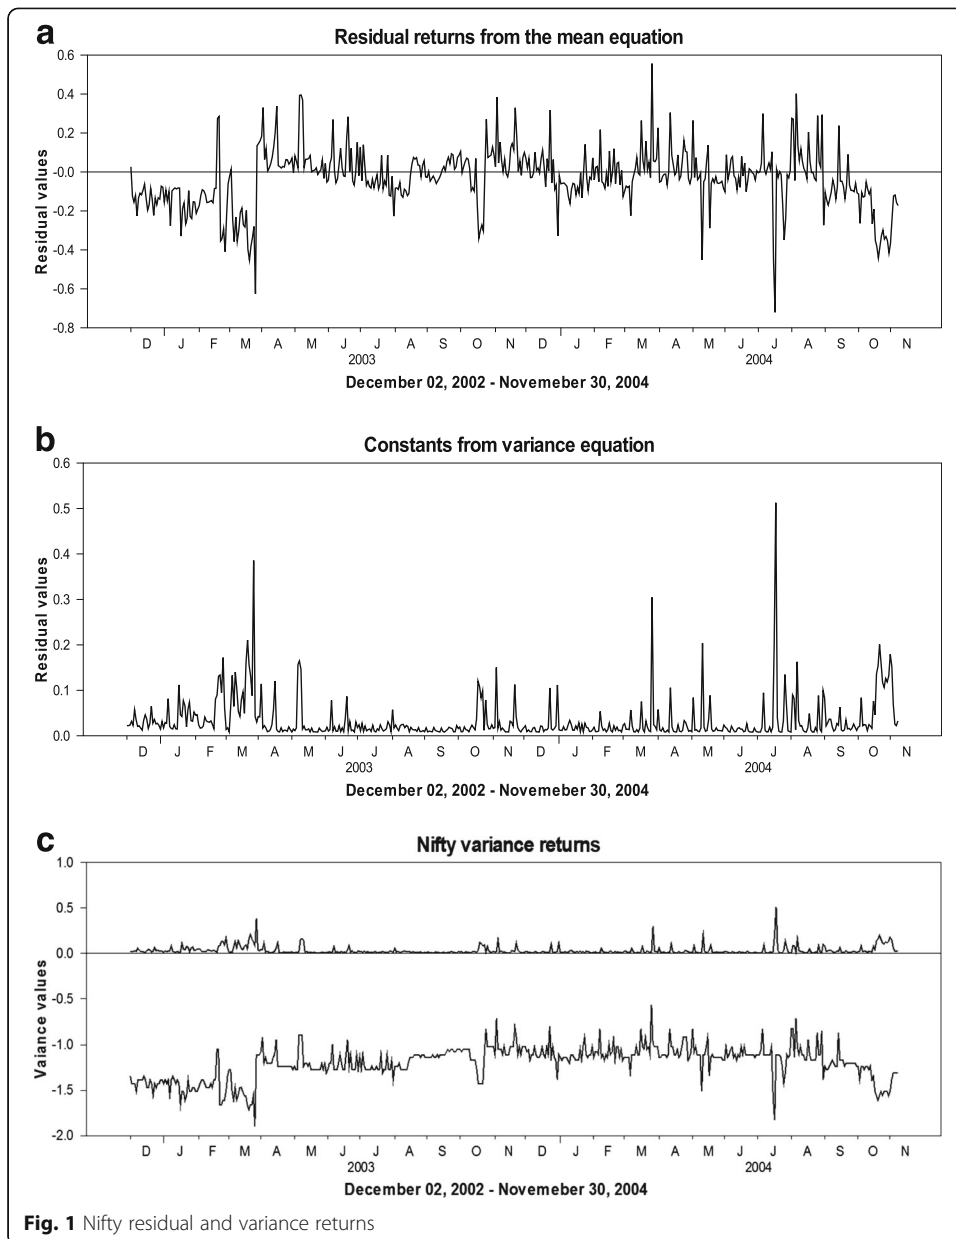 a
Residual returns from the mean equation
0.6
0.4
0.2
-0.0
-0.2
-0.4
-0.6
-0.8
Residual values
D J F M A M J J A S O N D J F M A M J J A S O N
2003 2004
December 02, 2002 - Novemeber 30, 2004
b
Constants from variance equation
0.6
0.5
0.4
0.3
0.2
0.1
0.0
Residual values
D J F M A M J J A S O N D J F M A M J J A S O N
2003 2004
December 02, 2002 - Novemeber 30, 2004
c
Nifty variance returns
1.0
0.5
0.0
-0.5
-1.0
-1.5
-2.0
Vaiance values
D J F M A M J J A S O N D J F M A M J J A S O N
2003 2004
December 02, 2002 - Novemeber 30, 2004
Fig. 1 Nifty residual and variance returns